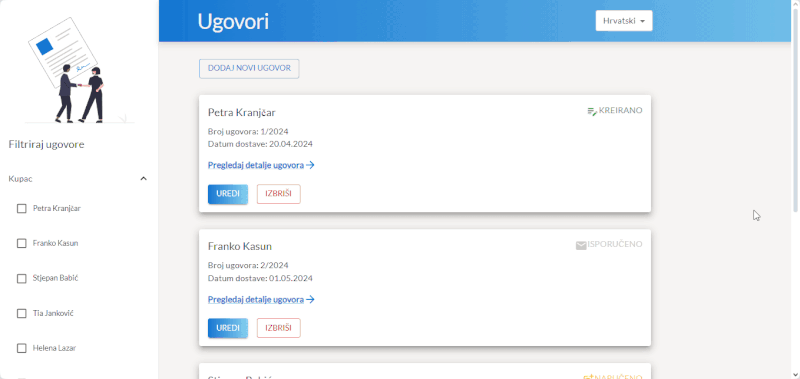 Ugovori
Hrvatski
Filtriraj ugovore
Kupac
Petra Kranjčar
Franko Kasun
Stjepan Babić
Tia Janković
Helena Lazar
DODAJ NOVI UGOVOR
Petra Kranjčar
KREIRANO
Broj ugovora: 1/2024
Datum dostave: 20.04.2024
Pregledaj detalje ugovora
UREDI
IZBRIŠI
Franko Kasun
ISPORUČENO
Broj ugovora: 2/2024
Datum dostave: 01.05.2024
Pregledaj detalje ugovora
UREDI
IZBRIŠI
Stjepan Babić
NARUČENO